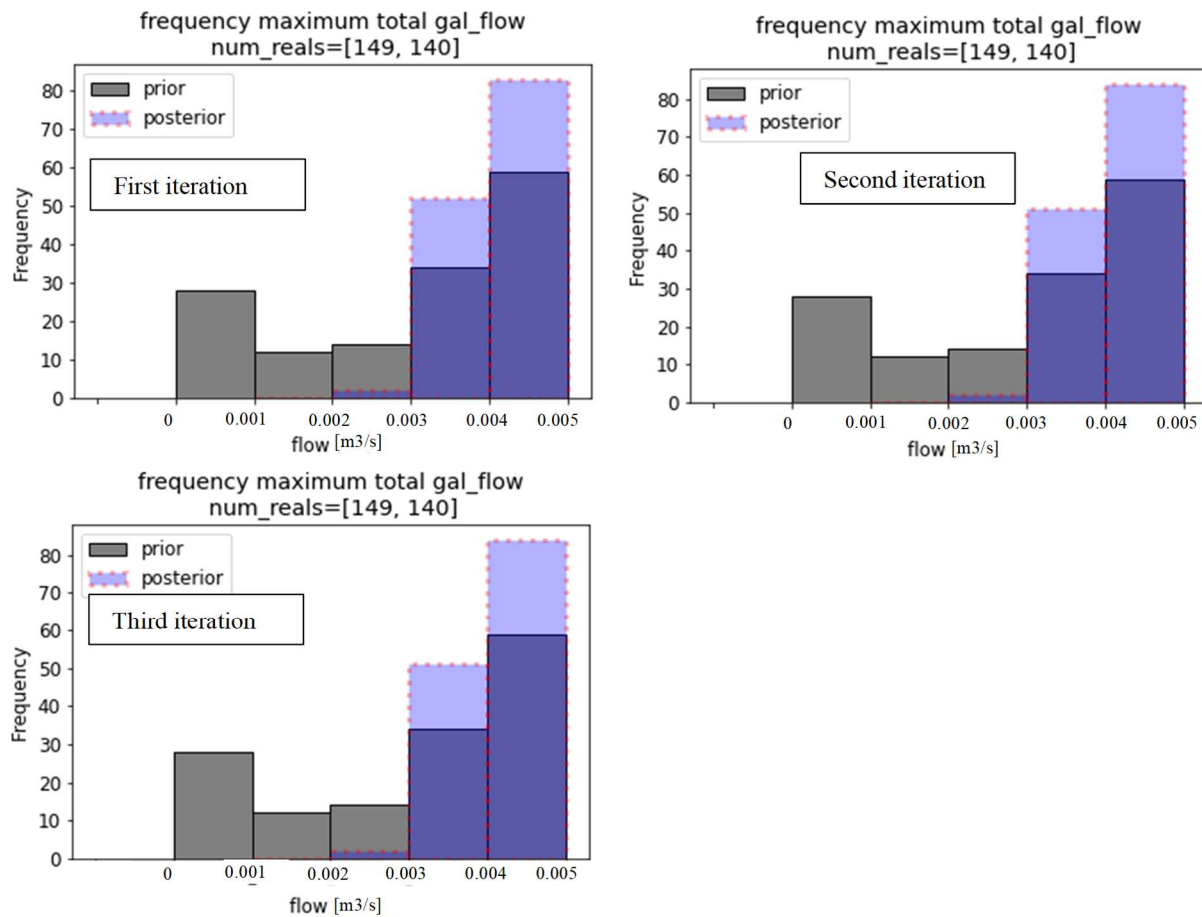 frequency maximum total gal_flow
num_reals=[149, 140]
prior
posterior
First iteration
Frequency
80
70
60
50
40
30
20
10
0
0 0.001 0.002 0.003 0.004 0.005
flow [m3/s]
frequency maximum total gal_flow
num_reals=[149, 140]
prior
posterior
Second iteration
Frequency
80
70
60
50
40
30
20
10
0
0 0.001 0.002 0.003 0.004 0.005
flow [m3/s]
frequency maximum total gal_flow
num_reals=[149, 140]
prior
posterior
Third iteration
Frequency
80
70
60
50
40
30
20
10
0
0 0.001 0.002 0.003 0.004 0.005
flow [m3/s]